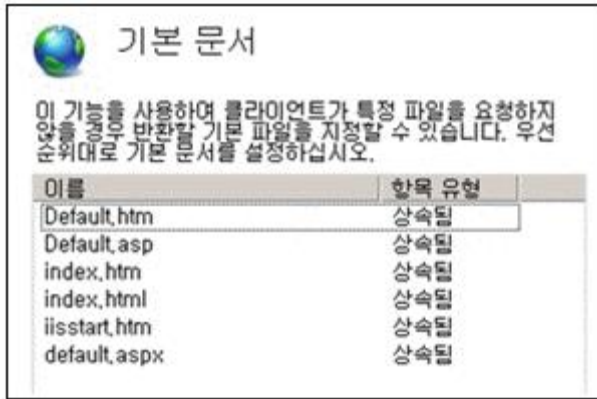 기본 문서
이 기능을 사용하여 클라이언트가 특정 파일을 요청하지
않을 경우 반환할 기본 파일을 지정할 수 있습니다. 우선
순위대로 기본 문서를 설정하십시오.
이름 항목 유형
Default.htm 상속됨
Default.asp 상속됨
index.htm 상속됨
index.html 상속됨
iisstart.htm 상속됨
default.aspx 상속됨